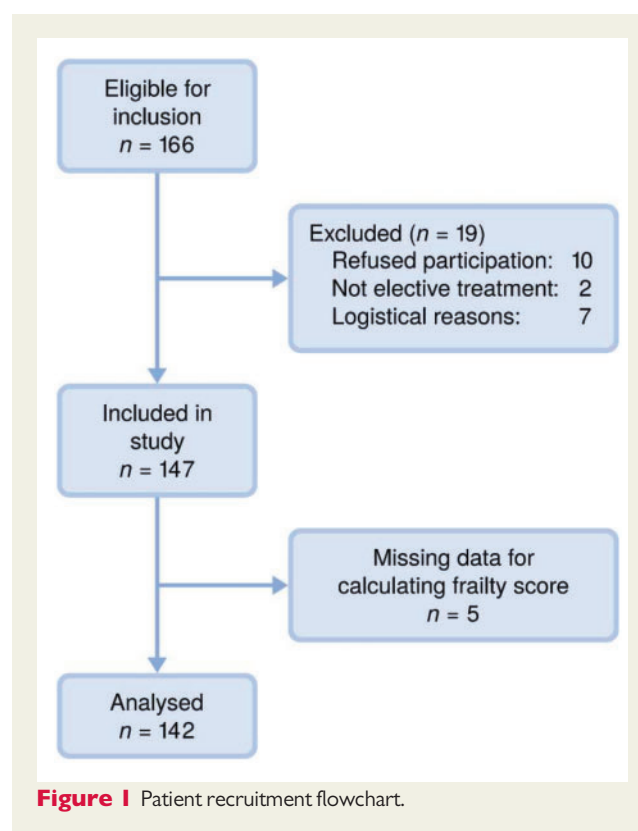 Eligible for
inclusion
n = 166
Excluded (n = 19)
Refused participation: 10
Not elective treatment: 2
Logistical reasons: 7
Included in
study
n = 147
Missing data for
calculating frailty score
n = 5
Analysed
n = 142
Figure 1 Patient recruitment flowchart.